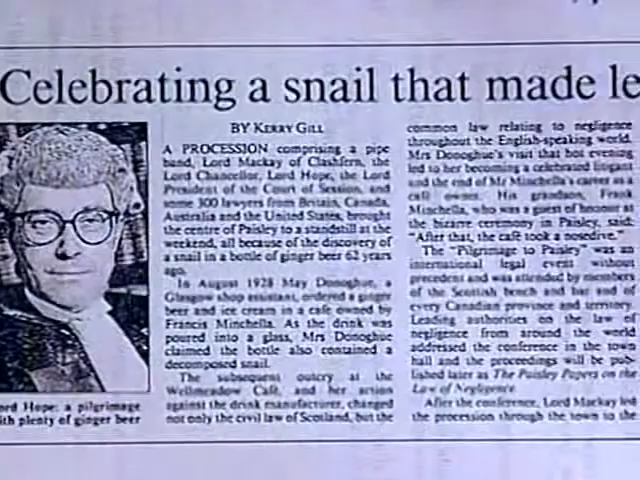 Celebrating a snail that made le
BY KERRY GILL
A PROCESSION comprising a pipe
band, Lord Mackay of Clashfern, the
Lord Chancellor, Lord Hope, the Lord
President of the Court of Session, and
some 300 lawyers from Britain, Canada,
Australia and the United States, brought
the centre of Paisley to a standstill at the
weekend, all because of the discovery of
a snail in a bottle of ginger beer 62 years
ago.
In August 1928 May Donoghue, a
Glasgow shop assistant, ordered a ginger
beer and ice cream in a café owned by
Francis Minchella. As the drink was
poured into a glass, Mrs Donoghue
claimed the bottle also contained a
decomposed snail.
The subsequent outcry at the
Wellmeadow Café, and her action
against the drink manufacturer, changed
not only the civil law of Scotland, but the
common law relating to negligence
throughout the English-speaking world.
Mrs Donoghue's visit that hot evening
led to her becoming a celebrated litigant
and the end of Mr Minchella's career as a
café owner. His grandson, Frank
Minchella, who was a guest of honour at
the bizarre ceremony in Paisley, said:
"After that, the café took a nosedive."
The "Pilgrimage to Paisley" was an
international legal event without
precedent and was attended by members
of the Scottish bench and bar and of
every Canadian province and territory.
Leading authorities on the law of
negligence from around the world
addressed the conference in the town
hall and the proceedings will be pub-
lished later as The Paisley Papers on the
Law of Negligence.
After the conference, Lord Mackay led
the procession through the town to the
ord Hope: a pilgrimage
ith plenty of ginger beer